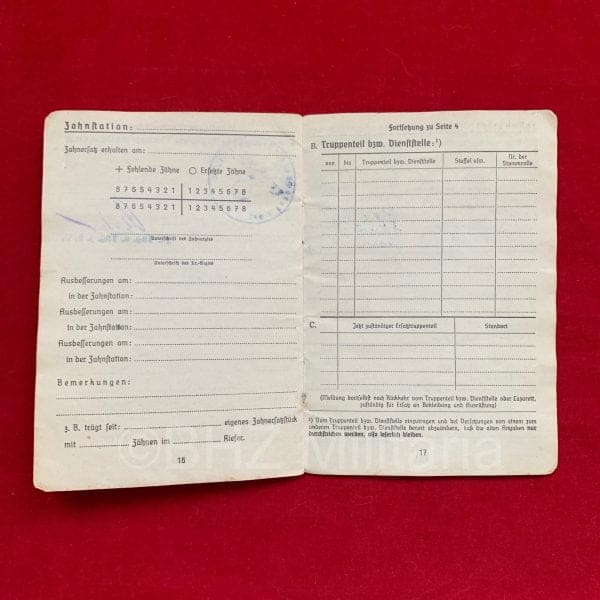 Zahnstation:
Zahnersatz erhalten am:
+ Fehlende Zähne O Ersetzte Zähne
8 7 6 5 4 3 2 1 | 1 2 3 4 5 6 7 8
8 7 6 5 4 3 2 1 | 1 2 3 4 5 6 7 8
Unterschrift des Zahnarztes
Unterschrift des Tr.-Arztes
Ausbesserungen am:
in der Zahnstation:
Ausbesserungen am:
in der Zahnstation:
Ausbesserungen am:
in der Zahnstation:
Bemerkungen:
z. B. trägt seit: eigenes Zahnersatzstück
mit Zähnen im Kiefer.
16
Fortsetzung zu Seite 4
B. Truppenteil bzw. Dienststelle:¹)
von bis Truppenteil bzw. Dienststelle Staffel usw. Nr. der Stammrolle
C. Jetzt zuständiger Ersatztruppenteil Standort
(Meldung dortselbst nach Rückkehr vom Truppenteil bzw. Dienststelle oder Lazarett,
zuständig für Ersatz an Bekleidung und Ausrüstung)
¹) Vom Truppenteil bzw. Dienststelle einzutragen und bei Versetzungen von einem zum
anderen Truppenteil bzw. Dienststelle derart abzuändern, daß die alten Angaben nur
durchstrichen werden, also leserlich bleiben.
17